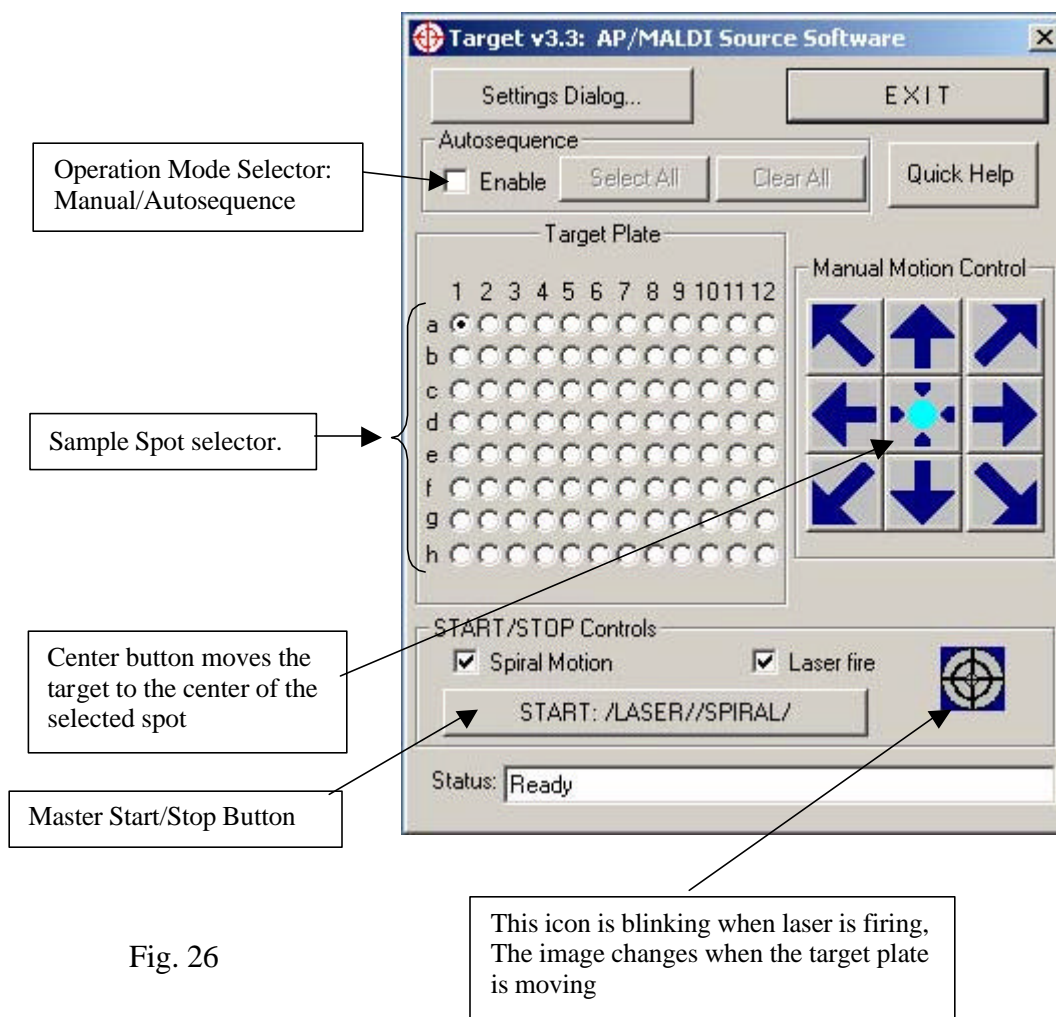 Target v3.3: AP/MALDI Source Software
Settings Dialog...
EXIT
Autosequence
Operation Mode Selector:
Manual/Autosequence
Enable
Select All
Clear All
Quick Help
Target Plate
Manual Motion Control
1 2 3 4 5 6 7 8 9 10 11 12
a
b
c
d
e
f
g
h
Sample Spot selector.
START/STOP Controls
Spiral Motion
Laser fire
Center button moves the
target to the center of the
selected spot
START: /LASER//SPIRAL/
Status: Ready
Master Start/Stop Button
This icon is blinking when laser is firing,
The image changes when the target plate
is moving
Fig. 26